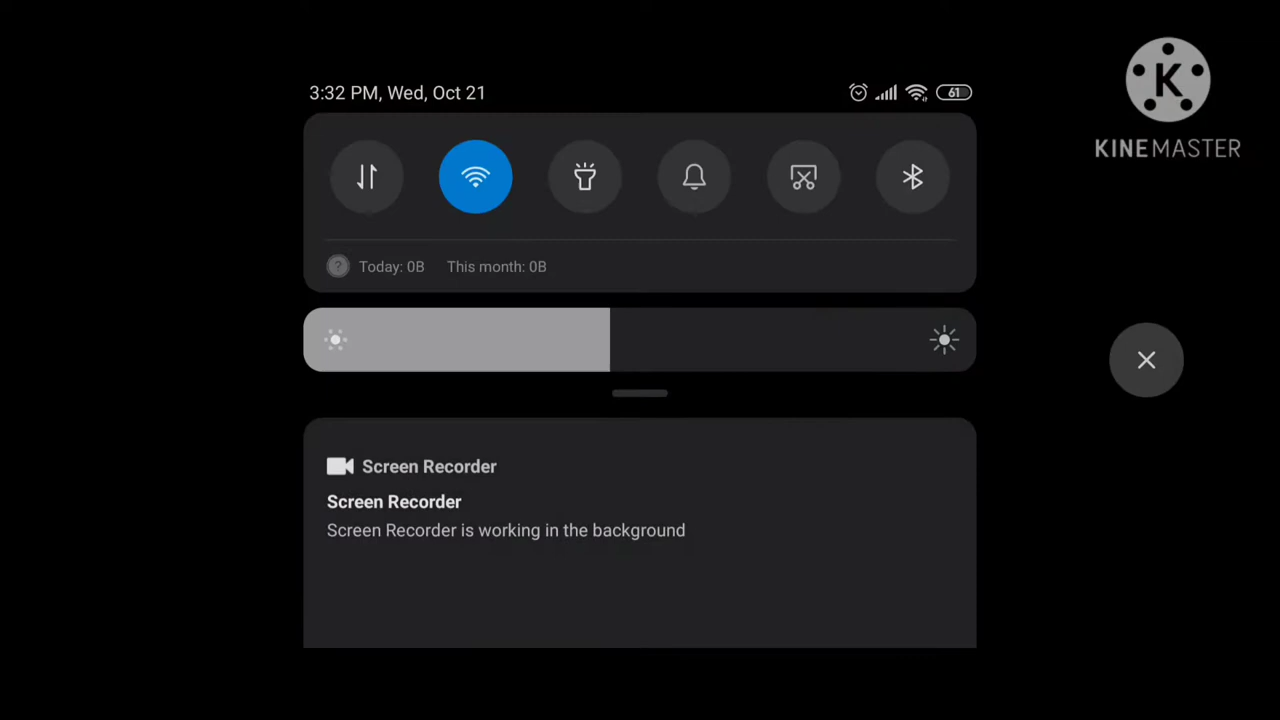 3:32 PM, Wed, Oct 21
61
K
KINEMASTER
? Today: 0B This month: 0B
Screen Recorder
Screen Recorder
Screen Recorder is working in the background